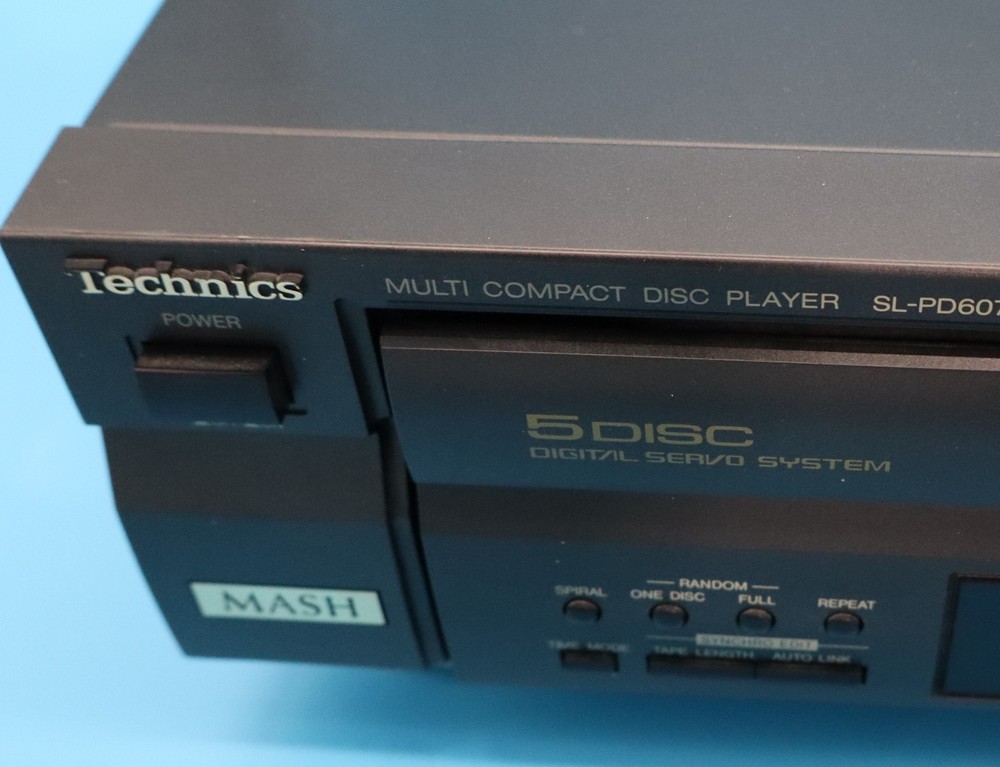 Technics
MULTI COMPACT DISC PLAYER SL-PD607
POWER
5 DISC
DIGITAL SERVO SYSTEM
MASH
RANDOM
SPIRAL ONE DISC FULL REPEAT
SYNCHRO EDIT
TIME MODE TAPE LENGTH AUTO LINK